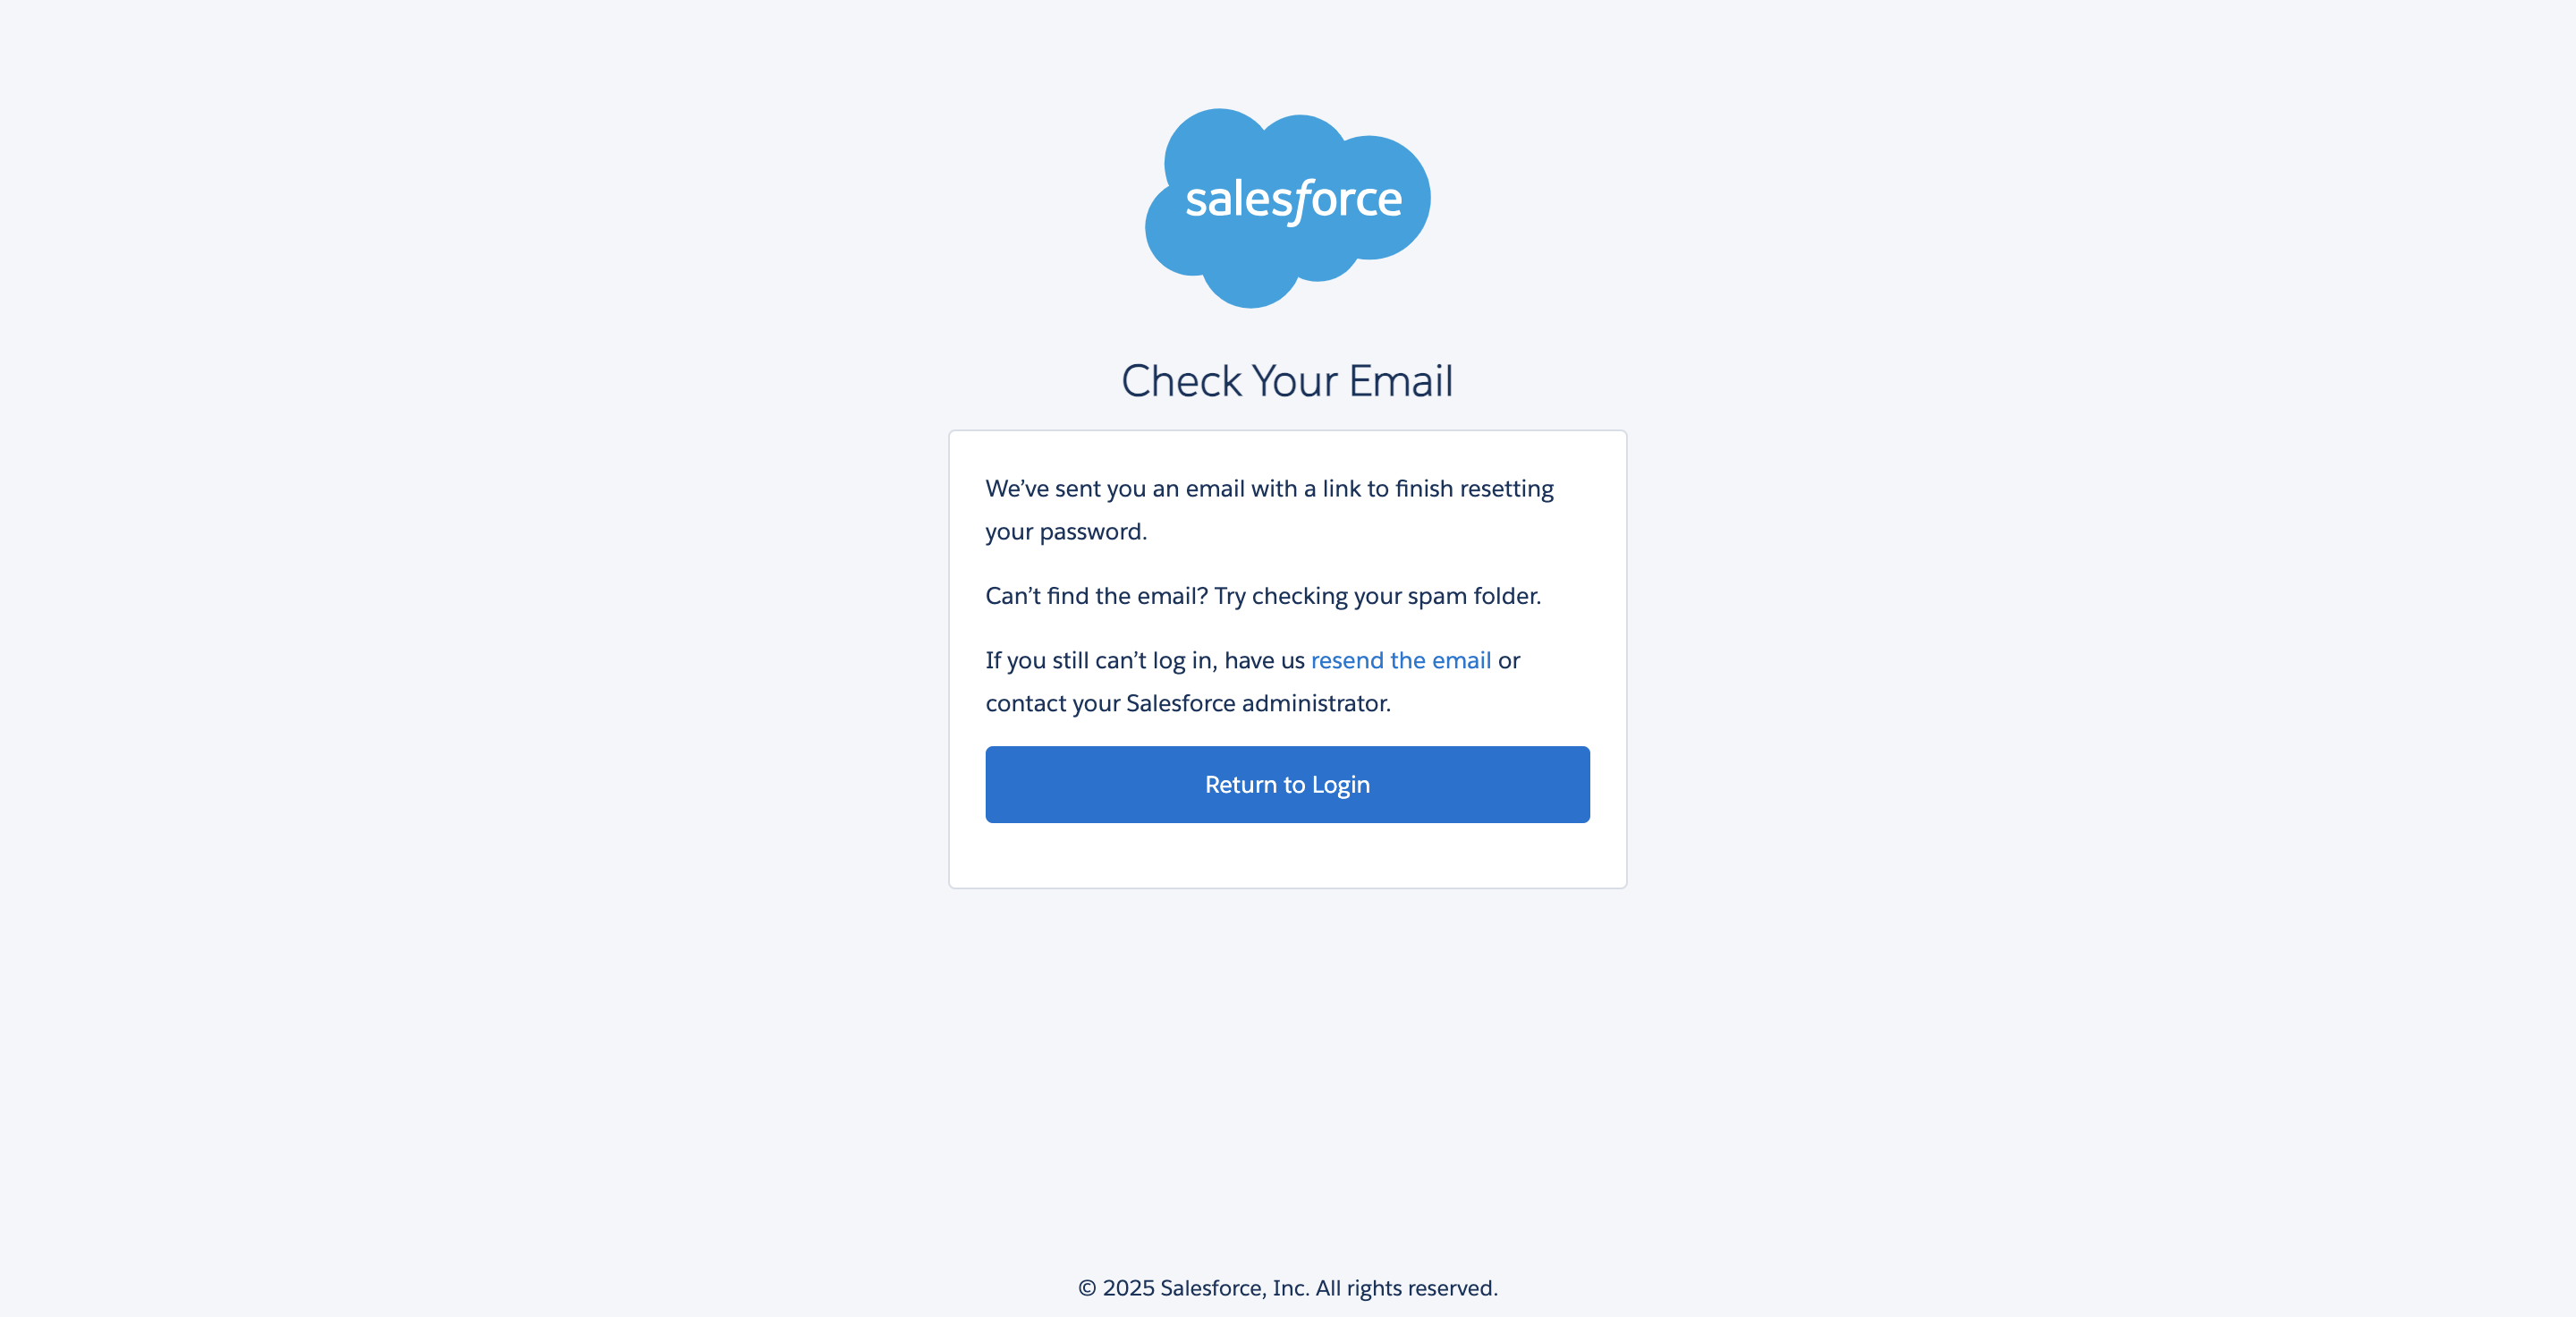 salesforce
Check Your Email
We’ve sent you an email with a link to finish resetting
your password.
Can’t find the email? Try checking your spam folder.
If you still can’t log in, have us resend the email or
contact your Salesforce administrator.
Return to Login
© 2025 Salesforce, Inc. All rights reserved.